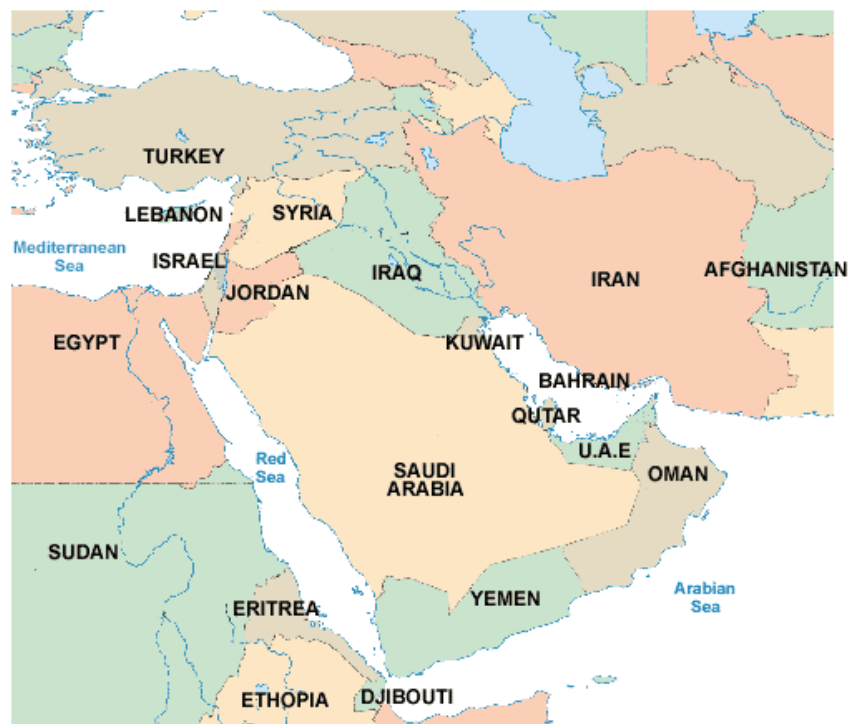 TURKEY
LEBANON
SYRIA
Mediterranean
Sea
ISRAEL
IRAQ
IRAN
AFGHANISTAN
JORDAN
EGYPT
KUWAIT
BAHRAIN
QUTAR
U.A.E
Red
Sea
SAUDI
ARABIA
OMAN
SUDAN
YEMEN
Arabian
Sea
ERITREA
ETHIOPIA
DJIBOUTI